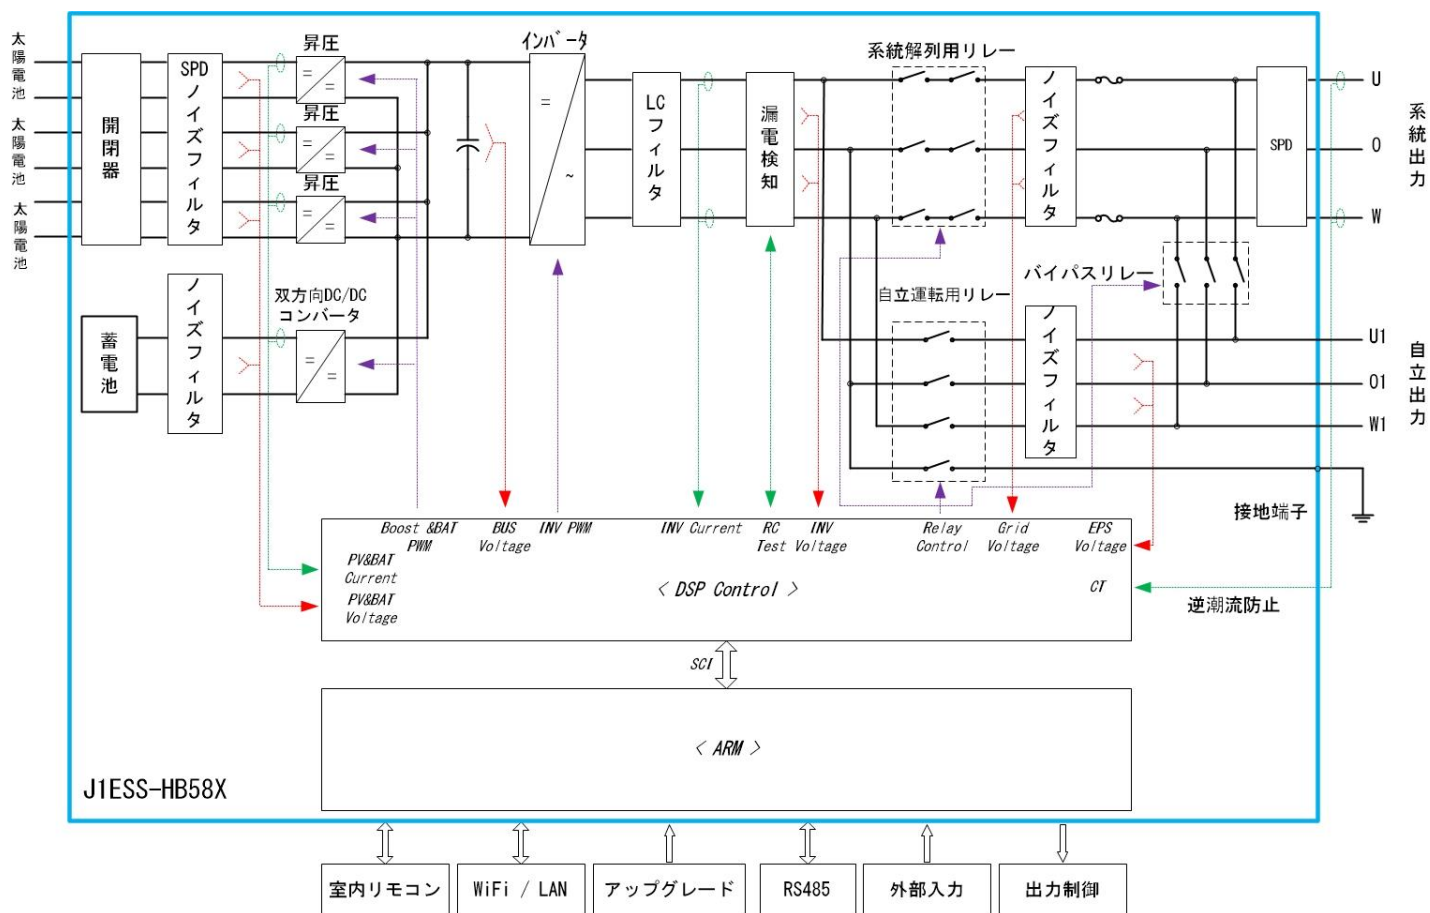 太陽電池
太陽電池
太陽電池
開閉器
SPD
ノイズフィルタ
昇圧
昇圧
昇圧
インバータ
LCフィルタ
漏電検知
系統解列用リレー
ノイズフィルタ
SPD
U
O
W
系統出力
蓄電池
ノイズフィルタ
双方向DC/DC
コンバータ
自立運転用リレー
ノイズフィルタ
バイパスリレー
U1
O1
W1
自立出力
接地端子
Boost &BAT
PWM
BUS
Voltage
INV PWM
INV Current
RC
Test
INV
Voltage
Relay
Control
Grid
Voltage
EPS
Voltage
PV&BAT
Current
PV&BAT
Voltage
< DSP Control >
CT
逆潮流防止
SCI
< ARM >
J1ESS-HB58X
室内リモコン
WiFi / LAN
アップグレード
RS485
外部入力
出力制御